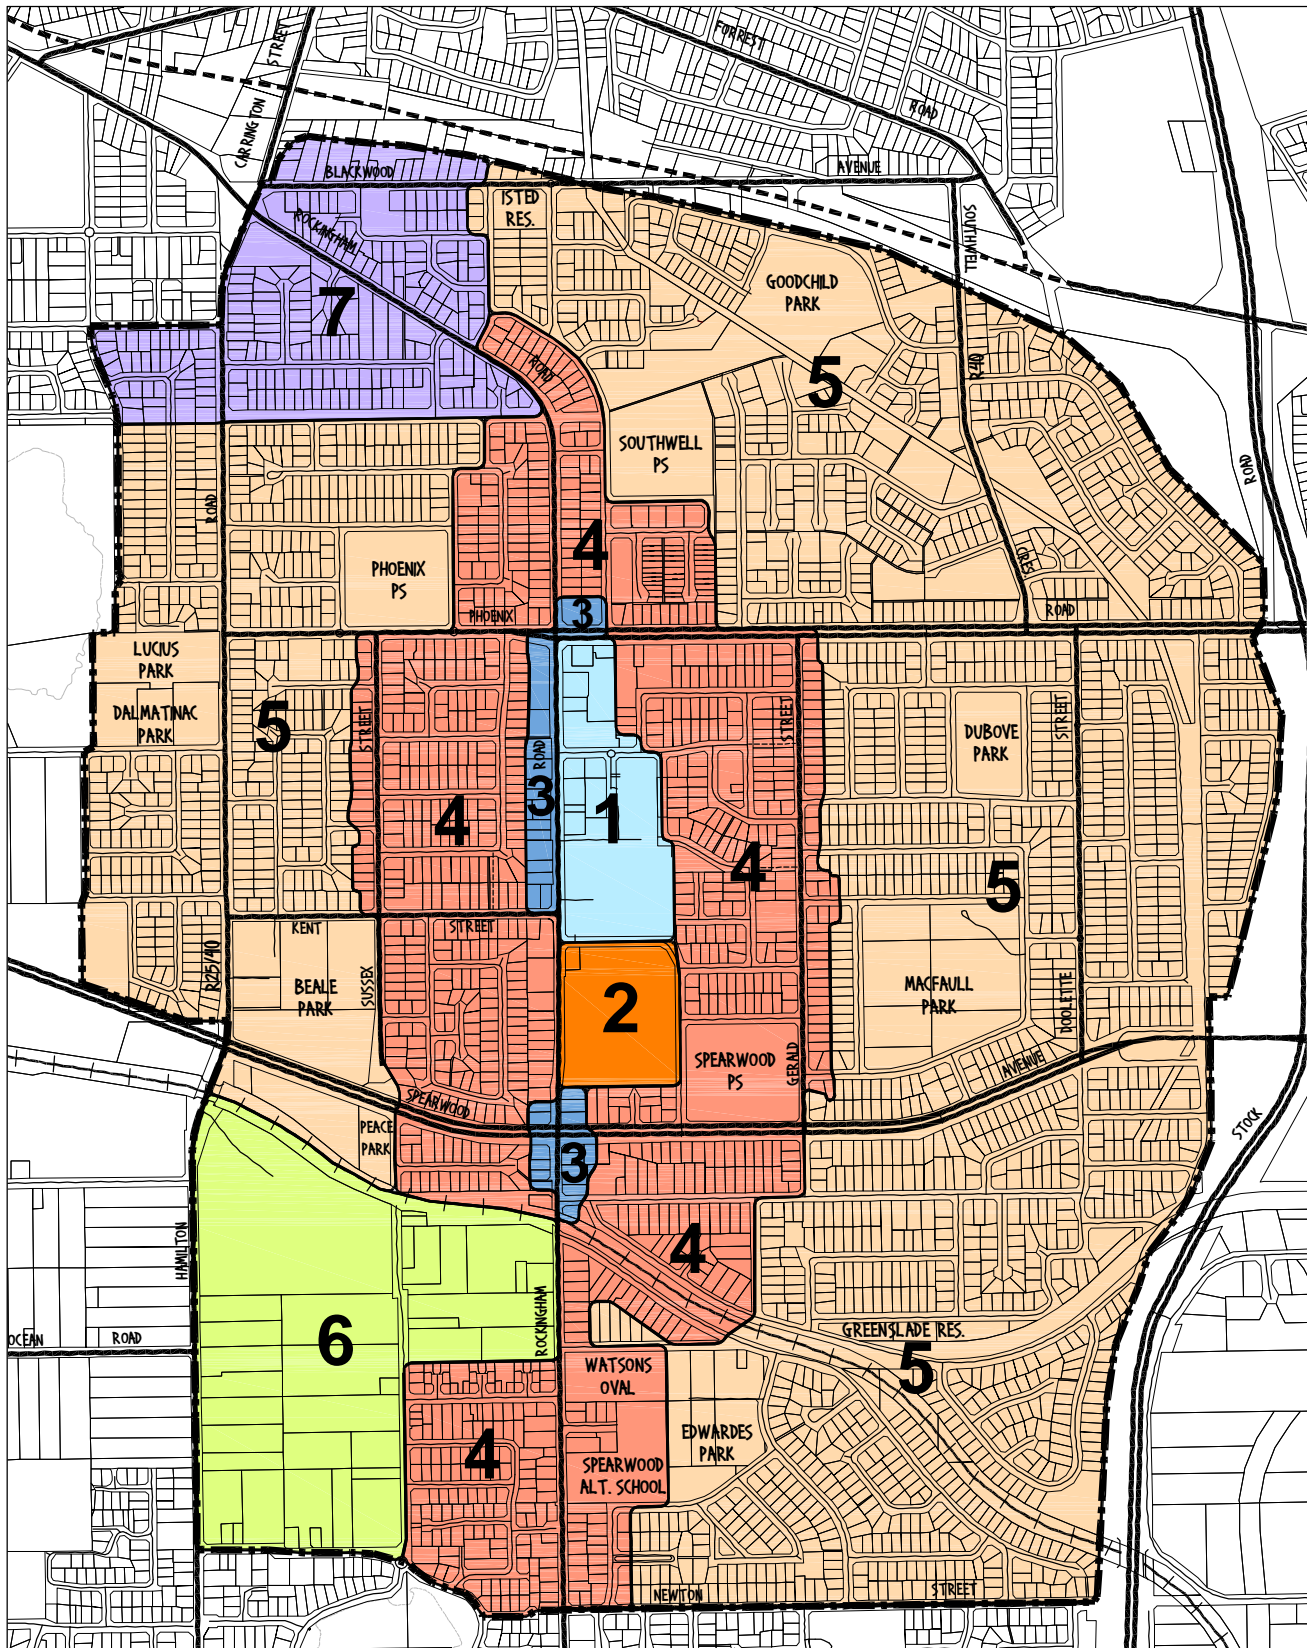 FORREST
STREET
ROAD
CARRINGTON
BLACKWOOD
AVENUE
ISTED
RES.
SOUTHWELL
ROCKINGHAM
GOODCHILD
PARK
7
ROAD
5
R40
SOUTHWELL
PS
ROAD
ROAD
4
PHOENIX
PS
RES.
3
PHOENIX
ROAD
LUCIUS
PARK
DALMATINAC
PARK
5
STREET
ROAD
STREET
STREET
DUBOVE
PARK
3
1
4
4
5
KENT
STREET
R25/40
SUSSEX
BEALE
PARK
2
MACFAULL
PARK
DOOLETTE
SPEARWOOD
PS
GERALD
AVENUE
SPEARWOOD
PEACE
PARK
3
STOCK
HAMILTON
4
ROCKINGHAM
6
OCEAN
ROAD
GREENSLADE RES.
5
WATSONS
OVAL
EDWARDES
PARK
4
SPEARWOOD
ALT. SCHOOL
NEWTON
STREET